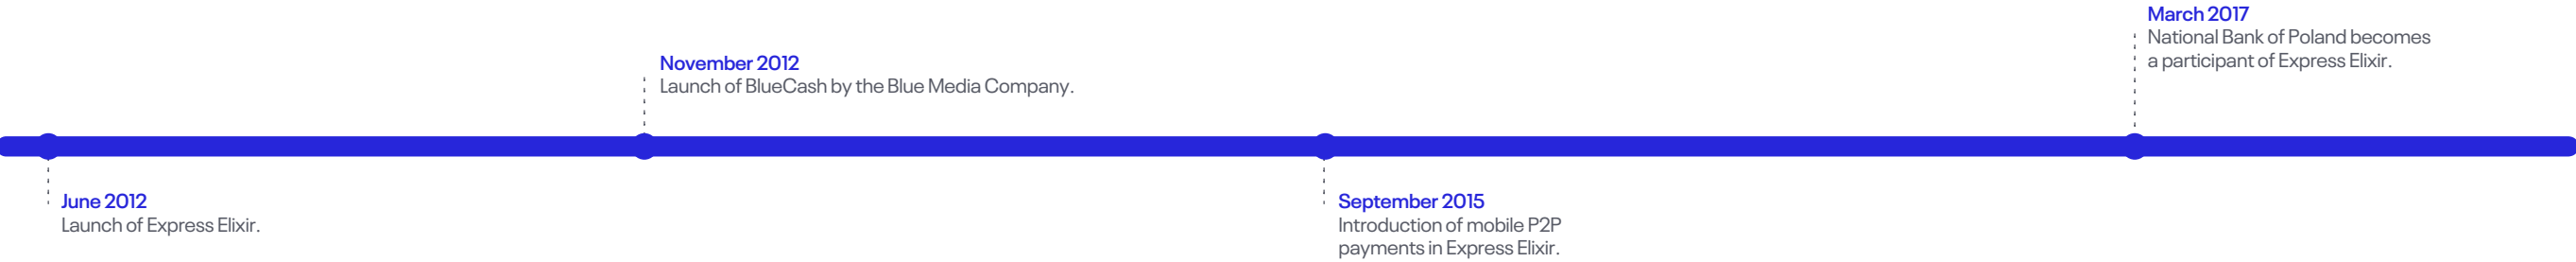 June 2012
Launch of Express Elixir.
November 2012
Launch of BlueCash by the Blue Media Company.
September 2015
Introduction of mobile P2P
payments in Express Elixir.
March 2017
National Bank of Poland becomes
a participant of Express Elixir.